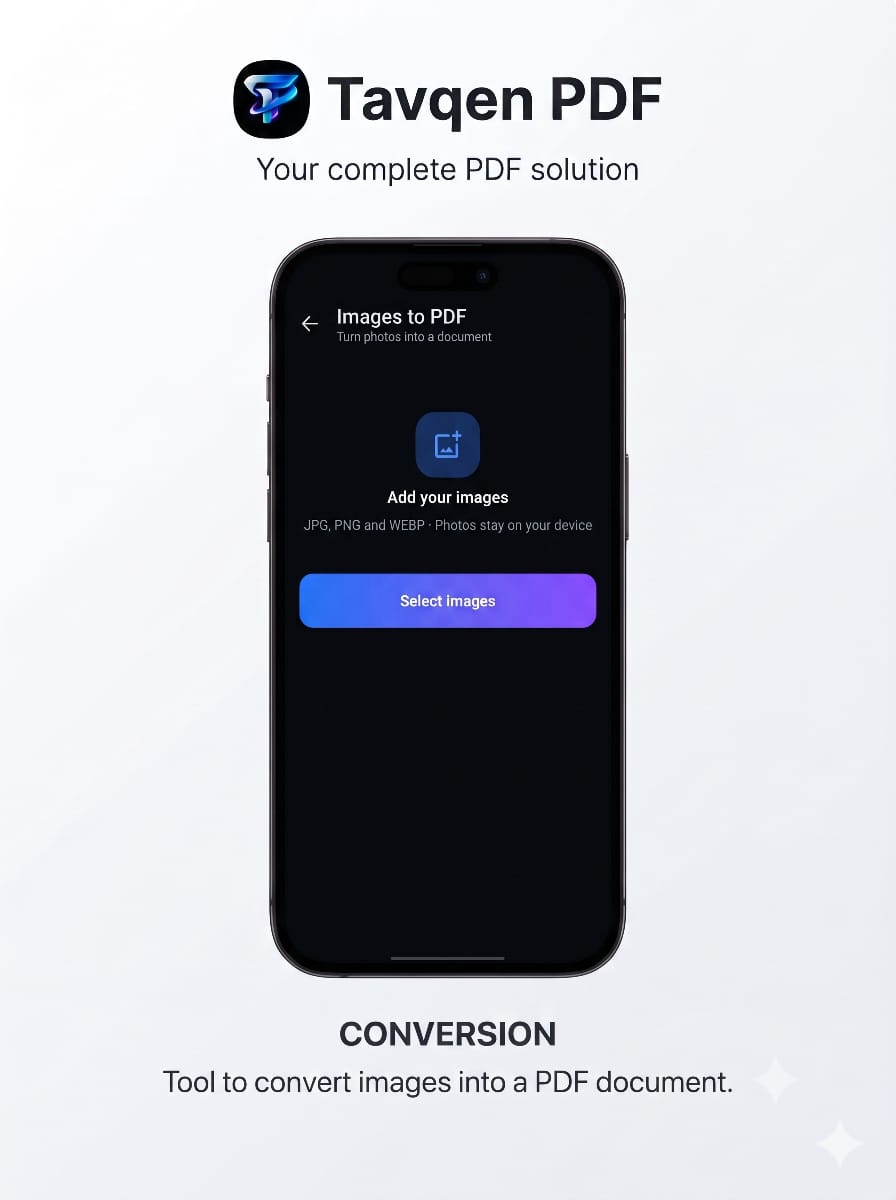 Tavqen PDF
Your complete PDF solution
Images to PDF
Turn photos into a document
Add your images
JPG, PNG and WEBP · Photos stay on your device
Select images
CONVERSION
Tool to convert images into a PDF document.